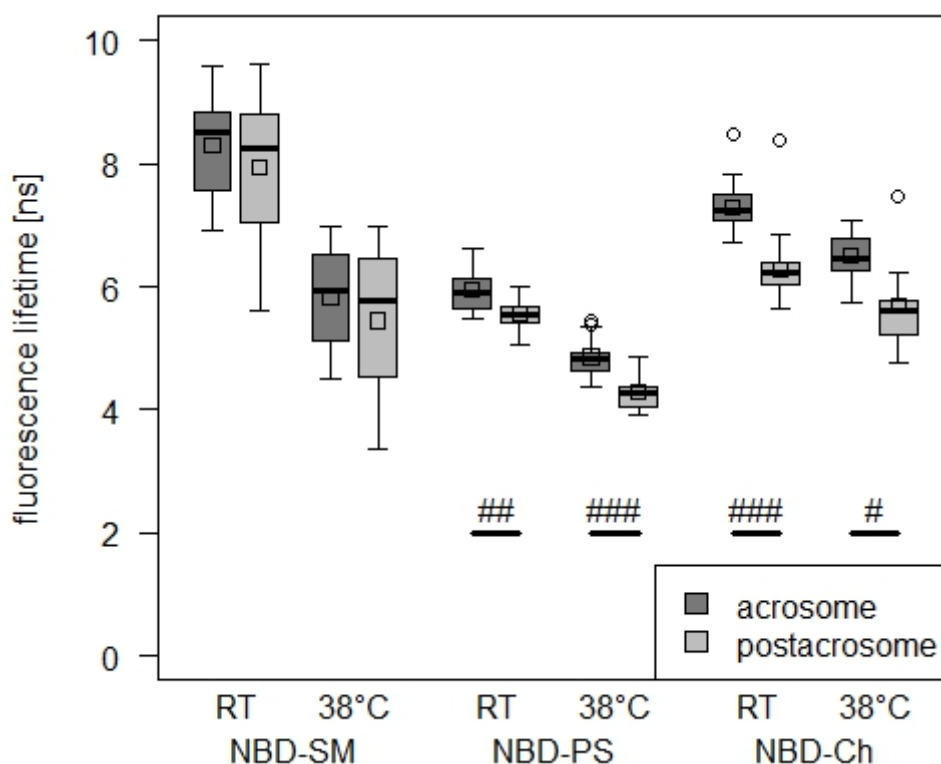 fluorescence lifetime [ns]
10
8
6
4
2
0
## ### ### #
acrosome
postacrosome
RT 38°C RT 38°C RT 38°C
NBD-SM NBD-PS NBD-Ch